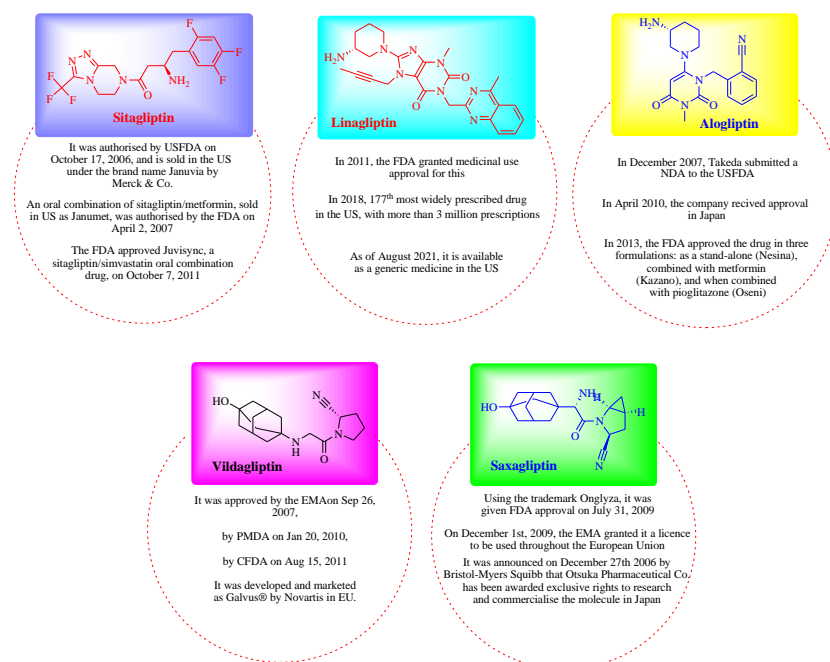 Sitagliptin
It was authorised by USFDA on
October 17, 2006, and is sold in the US
under the brand name Januvia by
Merck & Co.
An oral combination of sitagliptin/metformin, sold
in US as Janumet, was authorised by the FDA on
April 2, 2007
The FDA approved Juvisync, a
sitagliptin/simvastatin oral combination
drug, on October 7, 2011
Linagliptin
In 2011, the FDA granted medicinal use
approval for this
In 2018, 177th most widely prescribed drug
in the US, with more than 3 million prescriptions
As of August 2021, it is available
as a generic medicine in the US
Alogliptin
In December 2007, Takeda submitted a
NDA to the USFDA
In April 2010, the company recived approval
in Japan
In 2013, the FDA approved the drug in three
formulations: as a stand-alone (Nesina),
combined with metformin
(Kazano), and when combined
with pioglitazone (Oseni)
Vildagliptin
It was approved by the EMAon Sep 26,
2007,
by PMDA on Jan 20, 2010,
by CFDA on Aug 15, 2011
It was developed and marketed
as Galvus® by Novartis in EU.
Saxagliptin
Using the trademark Onglyza, it was
given FDA approval on July 31, 2009
On December 1st, 2009, the EMA granted it a licence
to be used throughout the European Union
It was announced on December 27th 2006 by
Bristol-Myers Squibb that Otsuka Pharmaceutical Co.
has been awarded exclusive rights to research
and commercialise the molecule in Japan